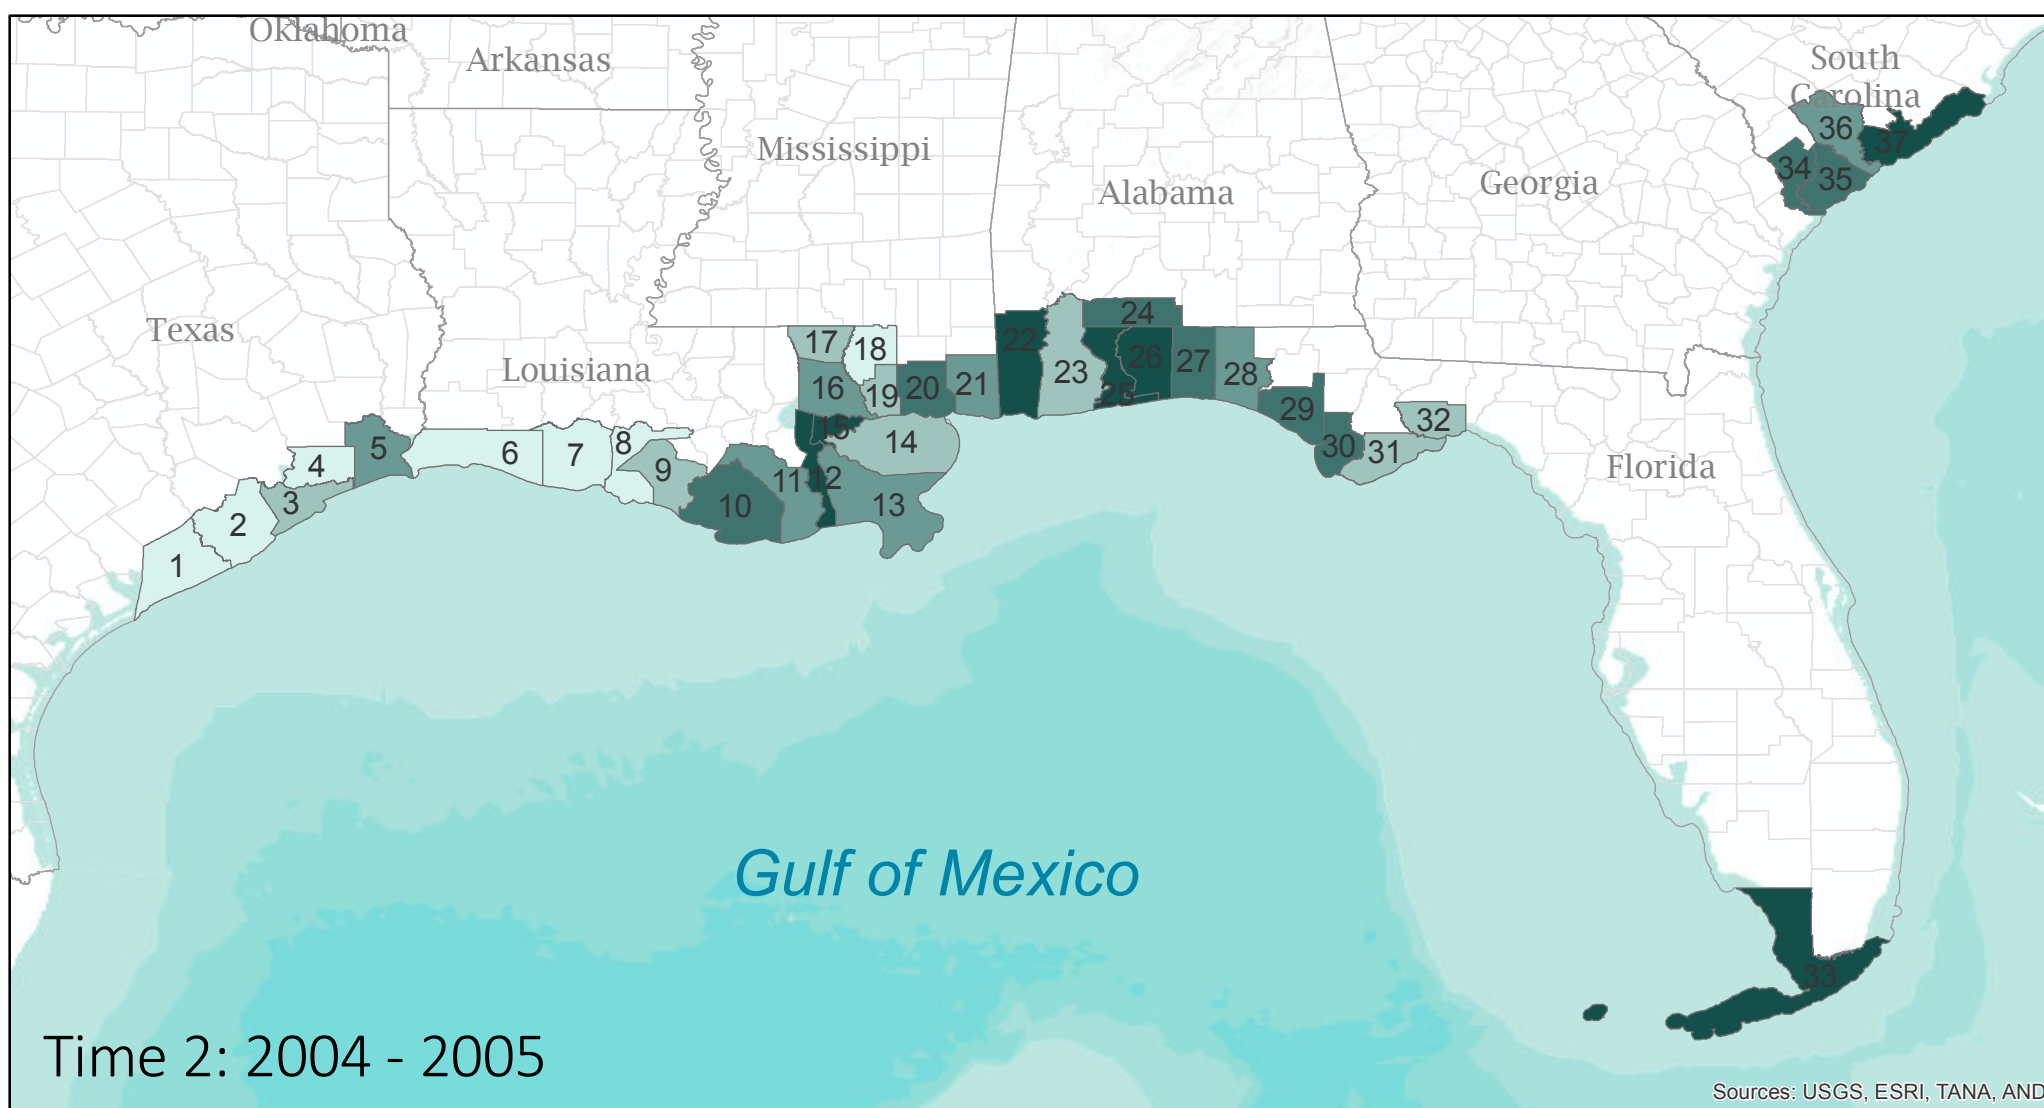 Oklahoma
Arkansas
South
Carolina
Mississippi
Alabama
Georgia
Texas
Louisiana
Florida
36
37
34
35
24
22
17
18
26
23
27
28
16
19
20
21
25
29
32
15
14
30
31
5
6
7
8
9
4
3
11
12
10
13
2
1
Gulf of Mexico
33
Time 2: 2004 - 2005
Sources: USGS, ESRI, TANA, AND